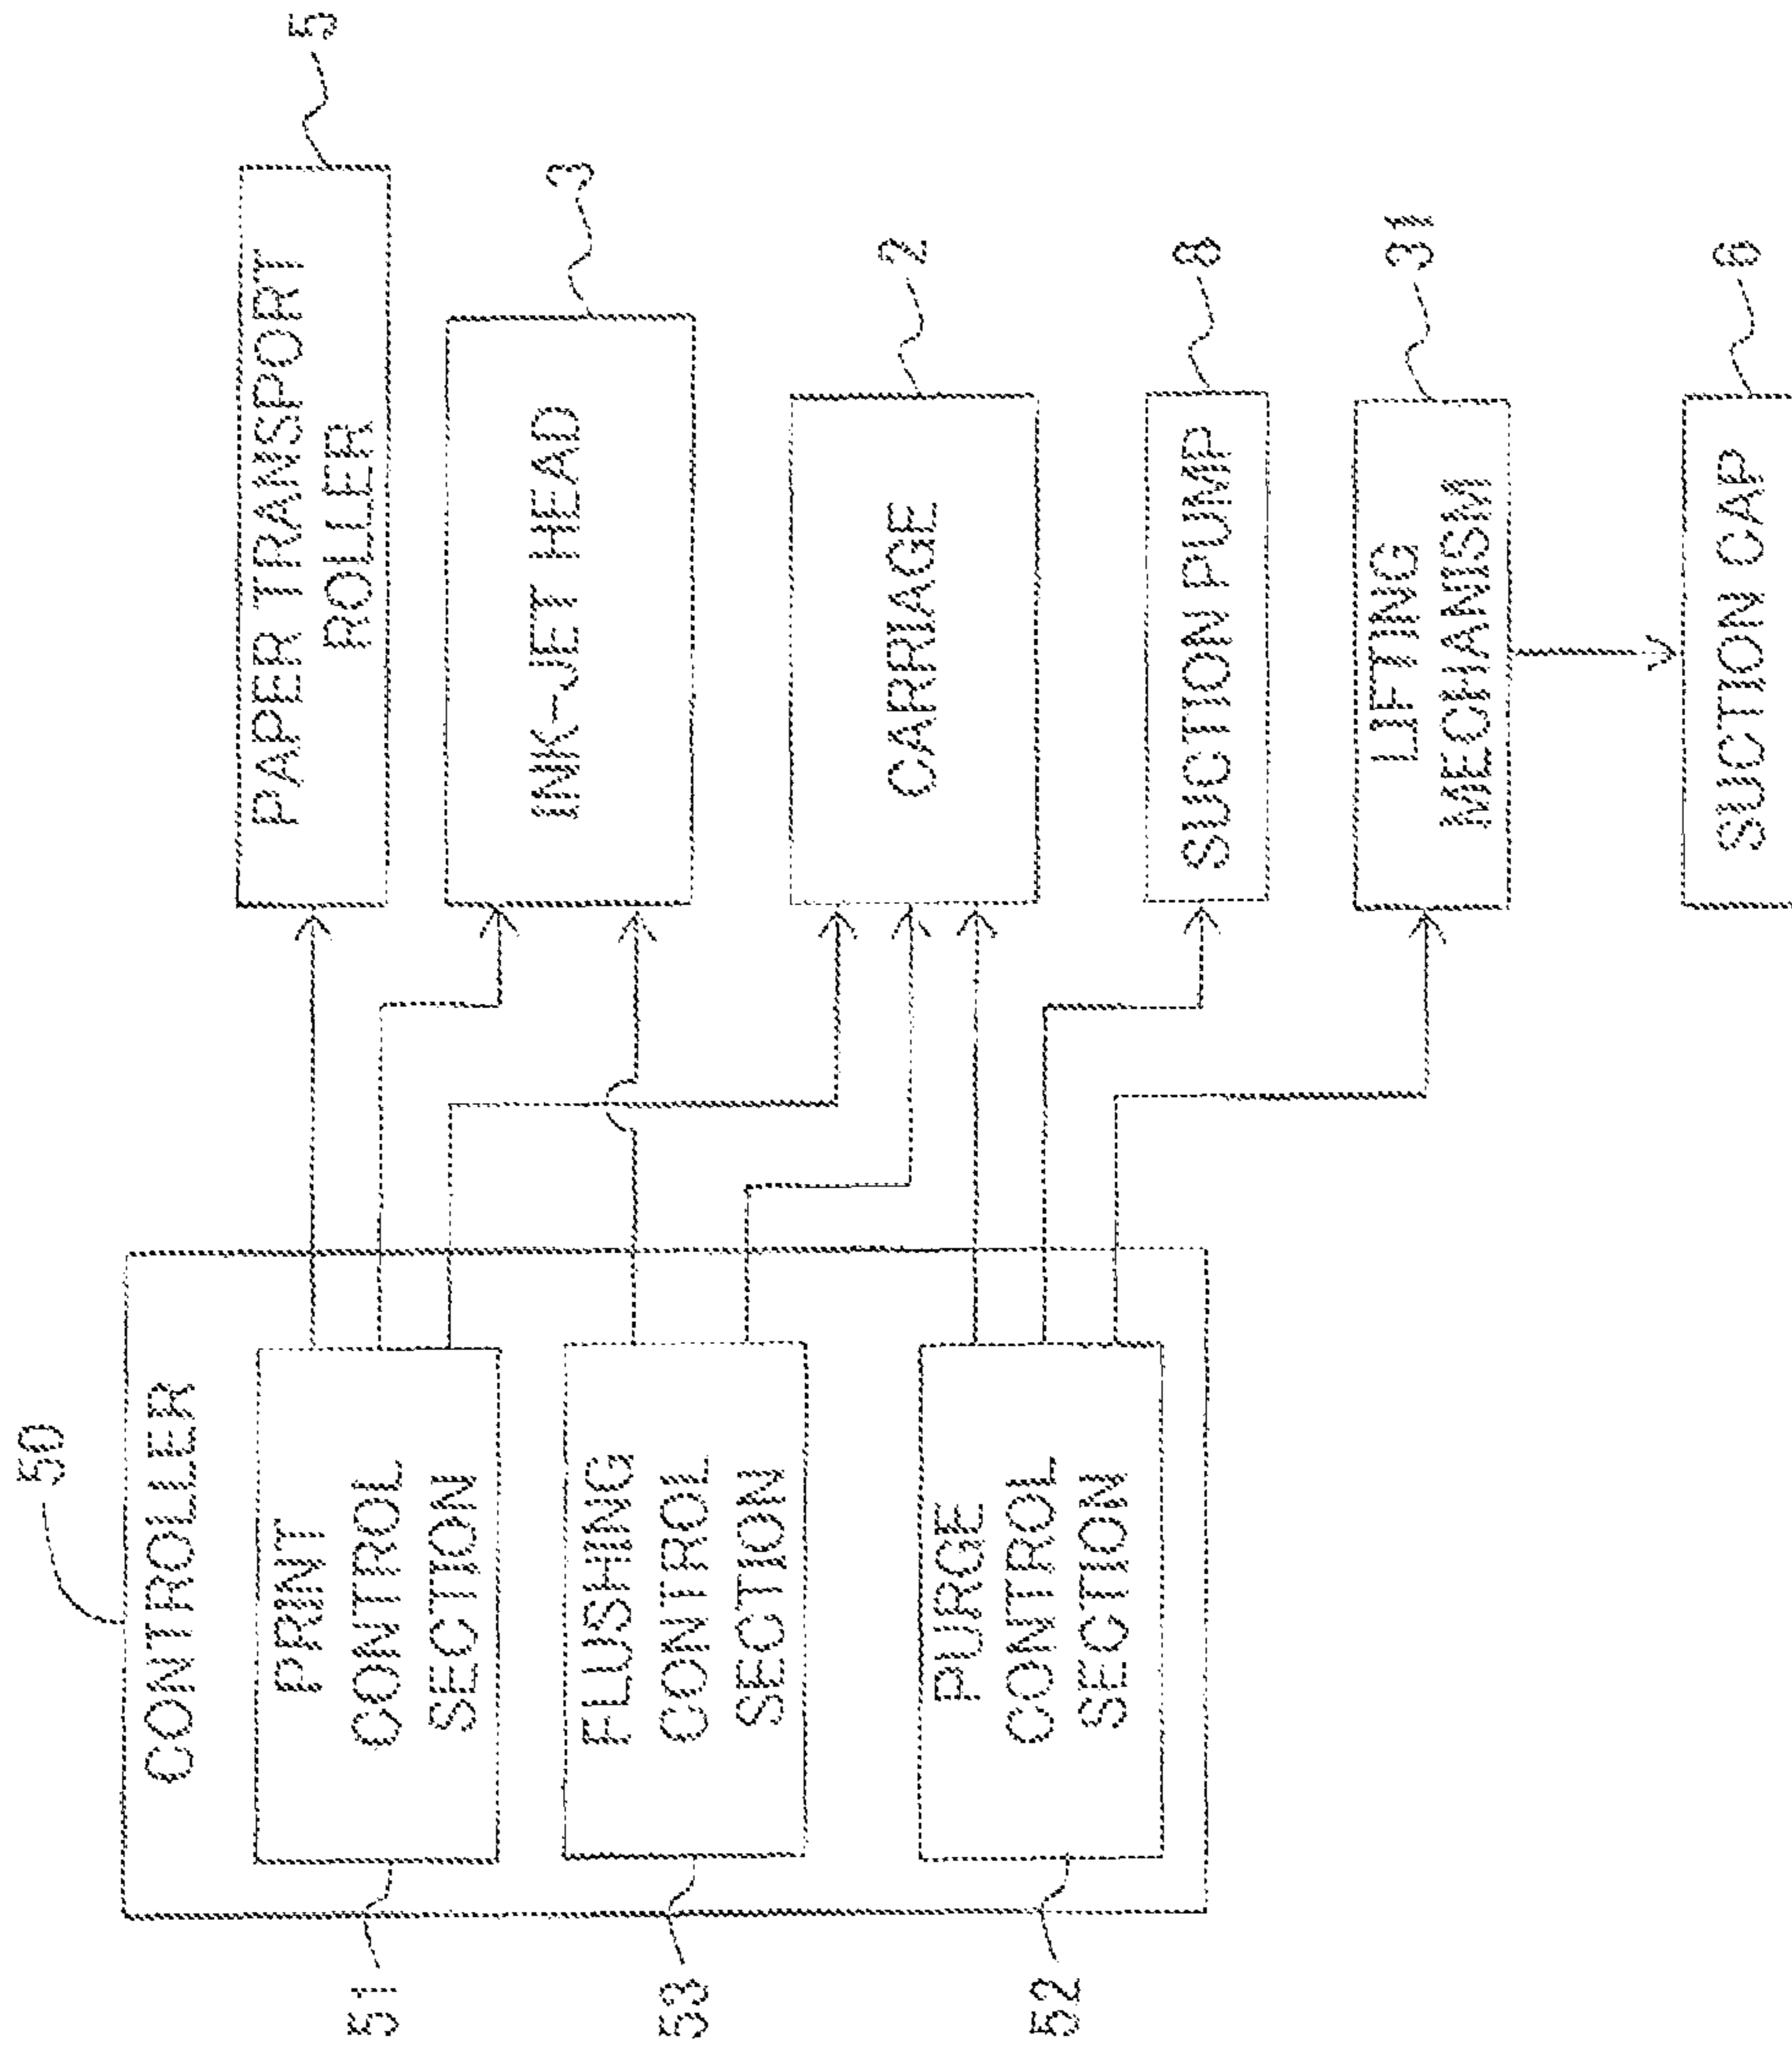 50
CONTROLLER
51
PRINT
CONTROL
SECTION
53
FLUSHING
CONTROL
SECTION
52
PURGE
CONTROL
SECTION
PAPER TRANSPORT
ROLLER
5
INK-JET HEAD
3
CARRIAGE
2
SUCTION PUMP
8
LIFTING
MECHANISM
31
SUCTION CAP
6